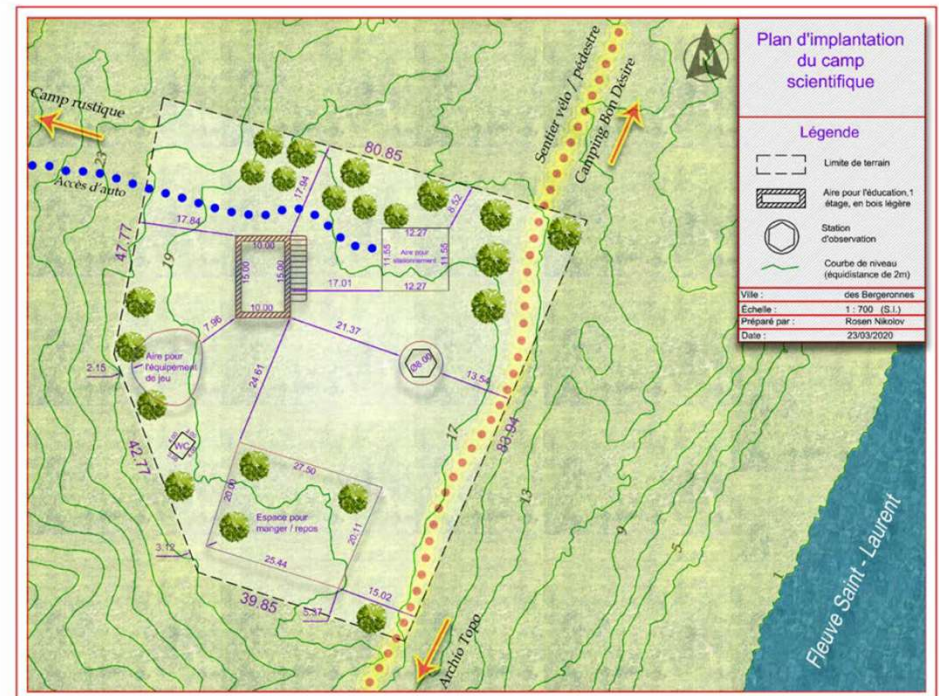 Plan d'implantation
du camp
scientifique
Légende
Limite de terrain
Aire pour l'éducation,1
étage, en bois légère
Station
d'observation
Courbe de niveau
(équidistance de 2m)
Ville : des Bergeronnes
Échelle : 1 : 700 (S.I.)
Préparé par : Rosen Nikolov
Date : 23/03/2020
N
Camp rustique
Sentier vélo / pédestre
Camping Bon Désire
23
Accès d'auto
80.85
17.94
8.52
17.84
12.27
47.77
10.00
11.55
Aire pour
stationnement
11.55
19
15.00
15.00
17.01
12.27
10.00
7.96
21.37
Aire pour
l'équipement
de jeu
Ø8.00
2.15
13.54
24.61
17
83.94
42.77
WC
27.50
20.00
13
Espace pour
manger / repos
20.11
9
5
3.12
25.44
15.02
39.85
5.37
1
Archio Topo
Fleuve Saint - Laurent